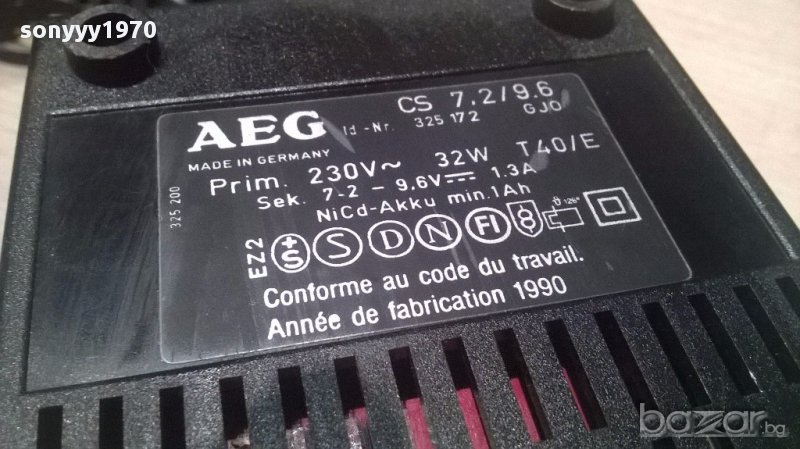 sonyyy1970
AEG Id-Nr. CS 7.2/9.6
325 172 GJO
MADE IN GERMANY
Prim. 230V~ 32W T40/E
Sek. 7-2 - 9,6V 1.3A
NiCd-Akku min.1Ah
325 200
EZ2 +S S D N FI 8 126°
Conforme au code du travail.
Année de fabrication 1990
bazar.bg